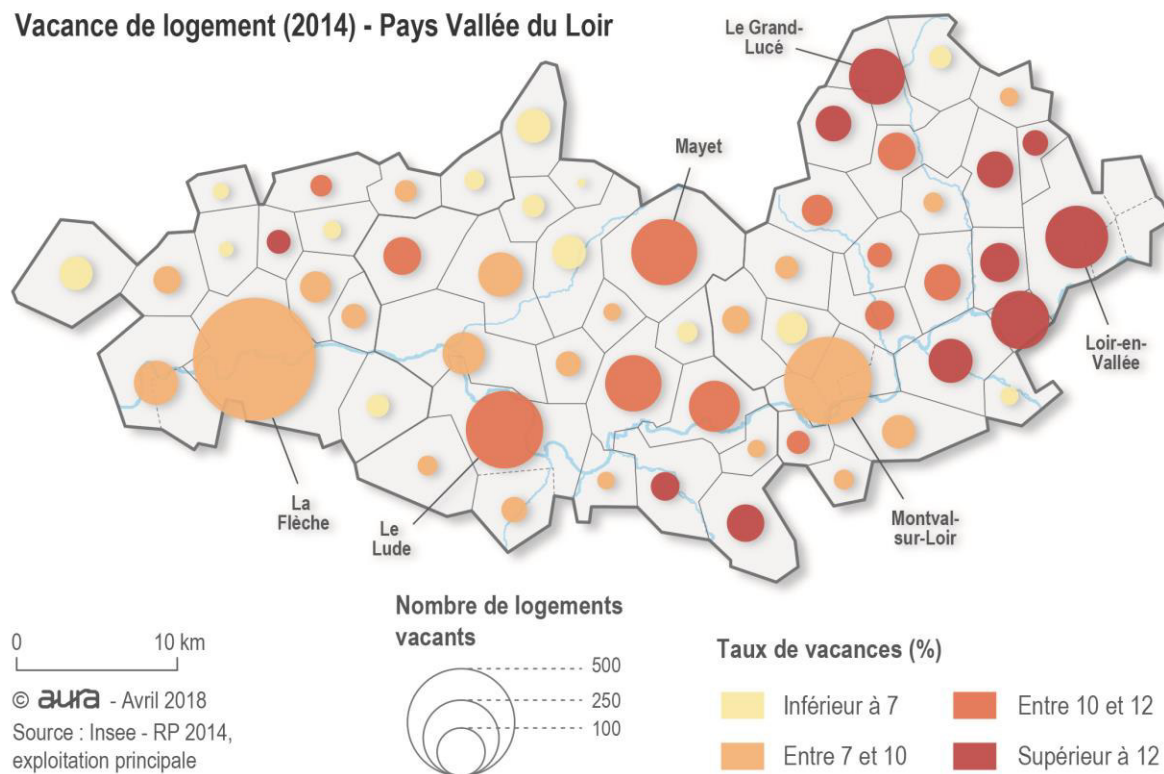 Vacance de logement (2014) - Pays Vallée du Loir
Le Grand-
Lucé
Mayet
Loir-en-
Vallée
La
Flèche
Le
Lude
Montval-
sur-Loir
0 10 km
© aura - Avril 2018
Source : Insee - RP 2014,
exploitation principale
Nombre de logements
vacants
500
250
100
Taux de vacances (%)
Inférieur à 7
Entre 7 et 10
Entre 10 et 12
Supérieur à 12